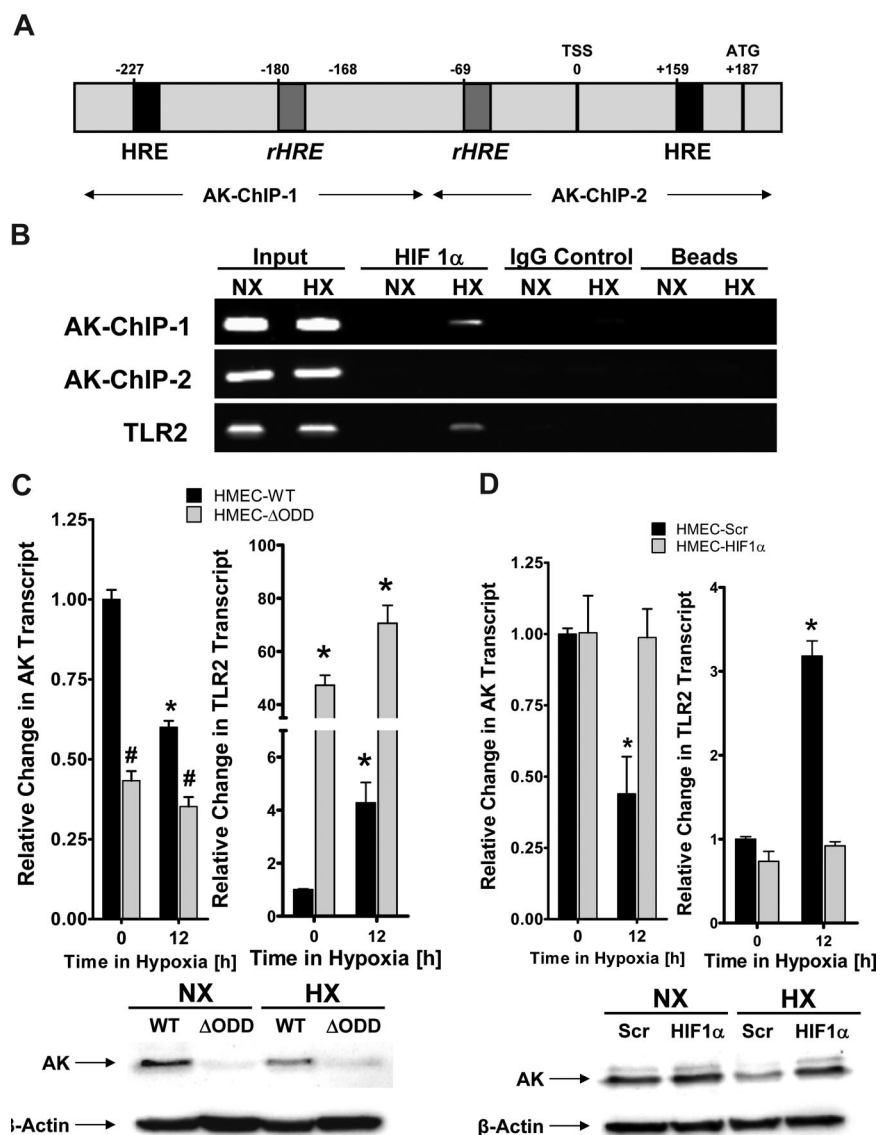 A
TSS ATG
-227 -180 -168 -69 0 +159 +187
HRE rHRE rHRE HRE
AK-ChIP-1 AK-ChIP-2
B
Input HIF 1α IgG Control Beads
NX HX NX HX NX HX NX HX
AK-ChIP-1
AK-ChIP-2
TLR2
C
HMEC-WT
HMEC-ΔODD
Relative Change in AK Transcript
1.25
1.00
0.75
0.50
0.25
0.00
# * #
0 12
Time in Hypoxia [h]
Relative Change in TLR2 Transcript
100
80
60
40
6
4
2
0
* * *
0 12
Time in Hypoxia [h]
NX HX
WT ΔODD WT ΔODD
AK
β-Actin
D
HMEC-Scr
HMEC-HIF1α
Relative Change in AK Transcript
1.25
1.00
0.75
0.50
0.25
0.00
*
0 12
Time in Hypoxia [h]
Relative Change in TLR2 Transcript
4
3
2
1
0
*
0 12
Time in Hypoxia [h]
NX HX
Scr HIF1α Scr HIF1α
AK
β-Actin